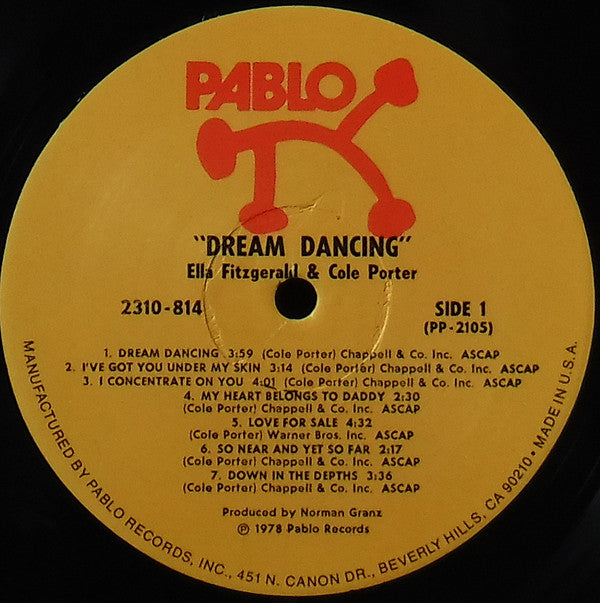 PABLO
"DREAM DANCING"
Ella Fitzgerald & Cole Porter
2310-814 SIDE 1
(PP-2105)
1. DREAM DANCING 3:59 (Cole Porter) Chappell & Co. Inc. ASCAP
2. I'VE GOT YOU UNDER MY SKIN 3:14 (Cole Porter) Chappell & Co. Inc. ASCAP
3. I CONCENTRATE ON YOU 4:01 (Cole Porter) Chappell & Co. Inc. ASCAP
4. MY HEART BELONGS TO DADDY 2:30
(Cole Porter) Chappell & Co. Inc. ASCAP
5. LOVE FOR SALE 4:32
(Cole Porter) Warner Bros. Inc. ASCAP
6. SO NEAR AND YET SO FAR 2:17
(Cole Porter) Chappell & Co. Inc. ASCAP
7. DOWN IN THE DEPTHS 3:36
(Cole Porter) Chappell & Co. Inc. ASCAP
Produced by Norman Granz
℗ 1978 Pablo Records
MANUFACTURED BY PABLO RECORDS, INC., 451 N. CANON DR., BEVERLY HILLS, CA 90210 • MADE IN U.S.A.